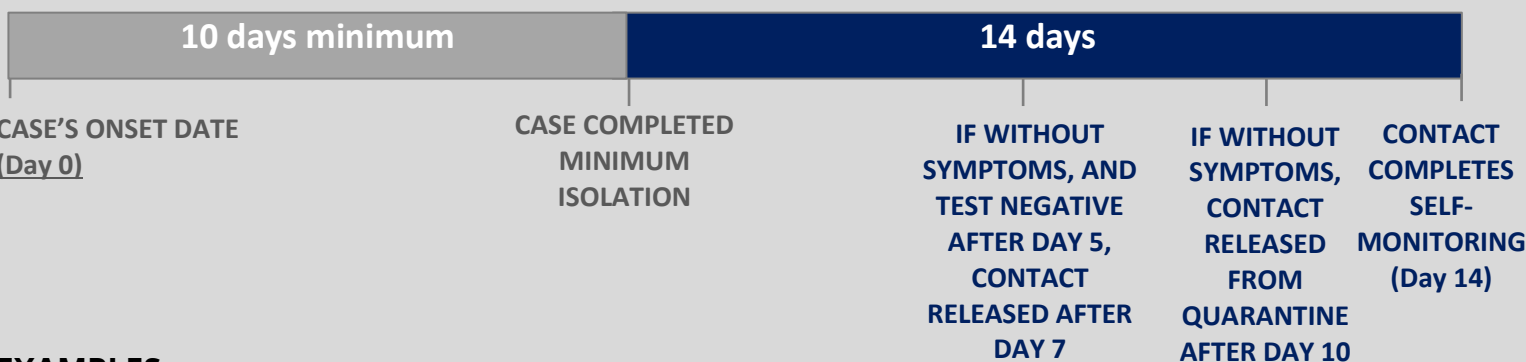 10 days minimum
14 days
CASE'S ONSET DATE
(Day 0)
CASE COMPLETED
MINIMUM
ISOLATION
IF WITHOUT
SYMPTOMS, AND
TEST NEGATIVE
AFTER DAY 5,
CONTACT
RELEASED AFTER
DAY 7
IF WITHOUT
SYMPTOMS,
CONTACT
RELEASED
FROM
QUARANTINE
AFTER DAY 10
CONTACT
COMPLETES
SELF-
MONITORING
(Day 14)
EXAMPLES